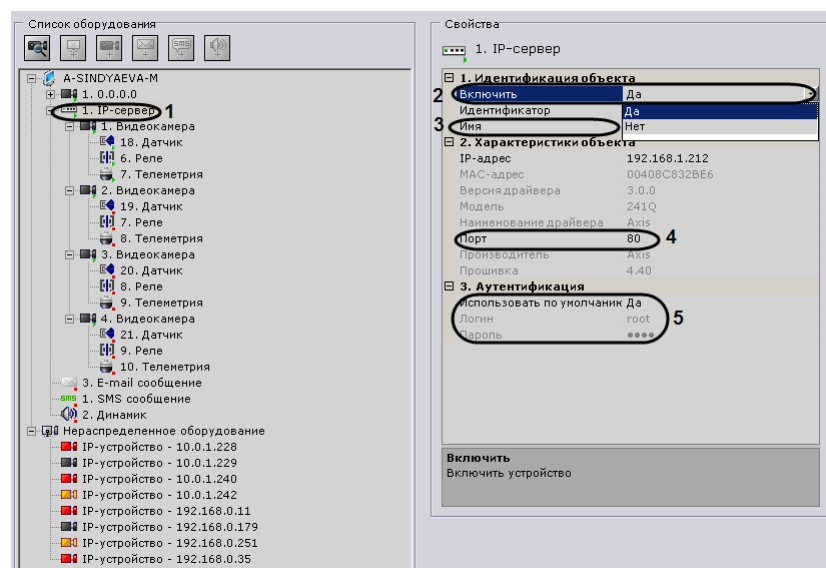 Список оборудования
A-SINDYAEVA-M
1. 0.0.0.0
1. IP-сервер 1
1. Видеокамера
18. Датчик
6. Реле
7. Телеметрия
2. Видеокамера
19. Датчик
7. Реле
8. Телеметрия
3. Видеокамера
20. Датчик
8. Реле
9. Телеметрия
4. Видеокамера
21. Датчик
9. Реле
10. Телеметрия
3. E-mail сообщение
1. SMS сообщение
2. Динамик
Нераспределенное оборудование
IP-устройство - 10.0.1.228
IP-устройство - 10.0.1.229
IP-устройство - 10.0.1.240
IP-устройство - 10.0.1.242
IP-устройство - 192.168.0.11
IP-устройство - 192.168.0.179
IP-устройство - 192.168.0.251
IP-устройство - 192.168.0.35
Свойства
1. IP-сервер
1. Идентификация объекта
2 Включить Да
Идентификатор Да
3 Имя Нет
2. Характеристики объекта
IP-адрес 192.168.1.212
MAC-адрес 00408C832BE6
Версия драйвера 3.0.0
Модель 241Q
Наименование драйвера Axis
Порт 80 4
Производитель Axis
Прошивка 4.40
3. Аутентификация
Использовать по умолчанию Да
Логин root 5
Пароль ●●●●
Включить
Включить устройство